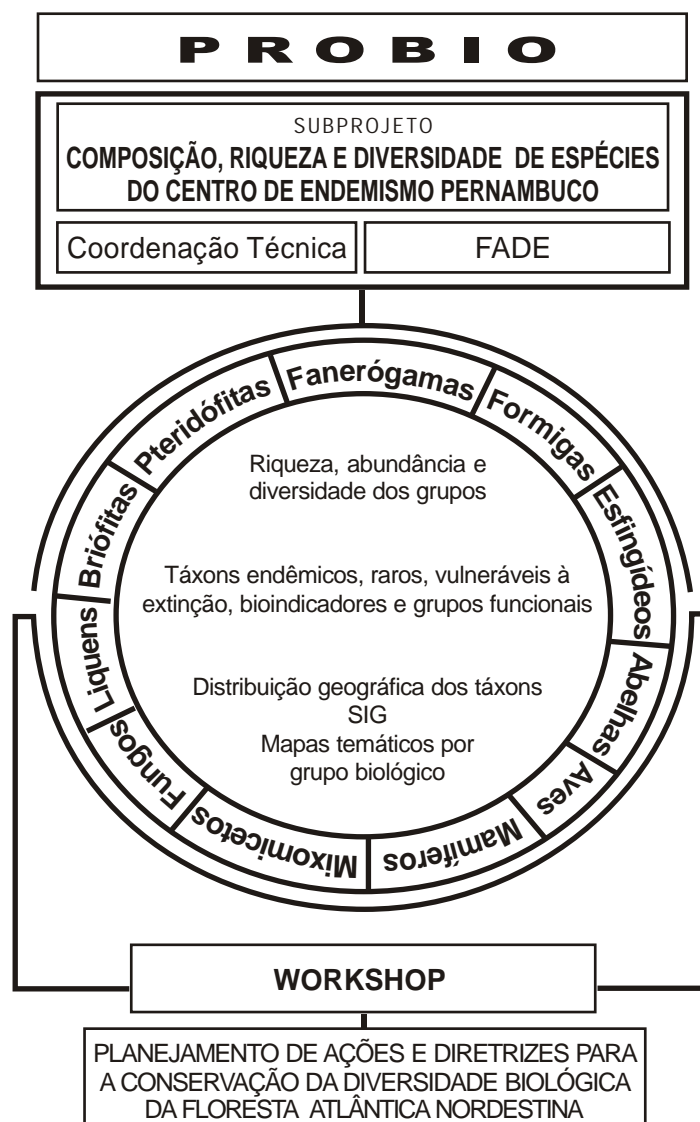 PROBIO
SUBPROJETO
COMPOSIÇÃO, RIQUEZA E DIVERSIDADE DE ESPÉCIES
DO CENTRO DE ENDEMISMO PERNAMBUCO
Coordenação Técnica
FADE
Fanerógamas
Formigas
Esfingídeos
Abelhas
Aves
Mamíferos
Mixomicetos
Fungos
Liquens
Briófitas
Pteridófitas
Riqueza, abundância e
diversidade dos grupos
Táxons endêmicos, raros, vulneráveis à
extinção, bioindicadores e grupos funcionais
Distribuição geográfica dos táxons
SIG
Mapas temáticos por
grupo biológico
WORKSHOP
PLANEJAMENTO DE AÇÕES E DIRETRIZES PARA
A CONSERVAÇÃO DA DIVERSIDADE BIOLÓGICA
DA FLORESTA ATLÂNTICA NORDESTINA